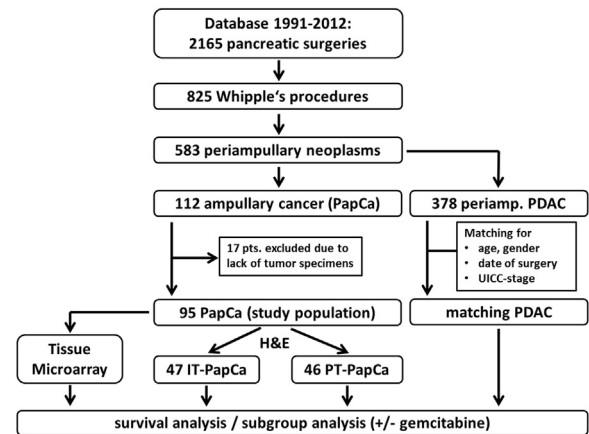 Database 1991-2012:
2165 pancreatic surgeries
825 Whipple‘s procedures
583 periampullary neoplasms
112 ampullary cancer (PapCa)
378 periamp. PDAC
17 pts. excluded due to
lack of tumor specimens
Matching for
• age, gender
• date of surgery
• UICC-stage
95 PapCa (study population)
matching PDAC
H&E
Tissue
Microarray
47 IT-PapCa
46 PT-PapCa
survival analysis / subgroup analysis (+/- gemcitabine)